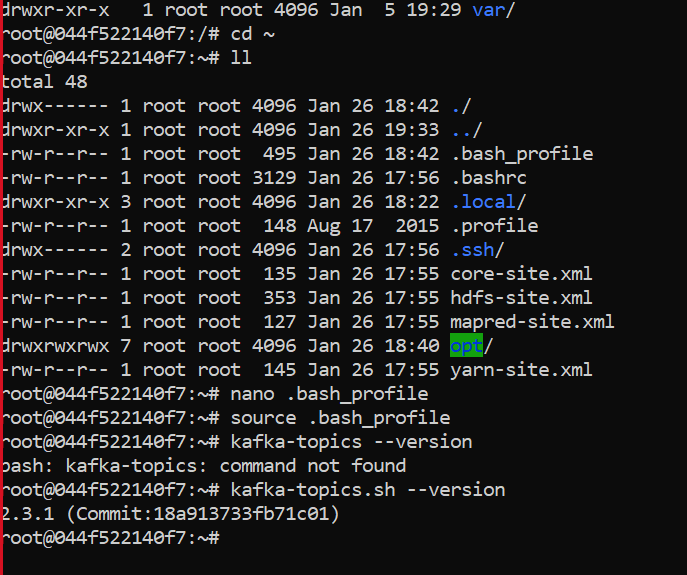 drwxr-xr-x   1 root root 4096 Jan  5 19:29 var/
root@044f522140f7:/# cd ~
root@044f522140f7:~# ll
total 48
drwx------ 1 root root 4096 Jan 26 18:42 ./
drwxr-xr-x 1 root root 4096 Jan 26 19:33 ../
-rw-r--r-- 1 root root  495 Jan 26 18:42 .bash_profile
-rw-r--r-- 1 root root 3129 Jan 26 17:56 .bashrc
drwxr-xr-x 3 root root 4096 Jan 26 18:22 .local/
-rw-r--r-- 1 root root  148 Aug 17  2015 .profile
drwx------ 2 root root 4096 Jan 26 17:56 .ssh/
-rw-r--r-- 1 root root  135 Jan 26 17:55 core-site.xml
-rw-r--r-- 1 root root  353 Jan 26 17:55 hdfs-site.xml
-rw-r--r-- 1 root root  127 Jan 26 17:55 mapred-site.xml
drwxrwxrwx 7 root root 4096 Jan 26 18:40 opt/
-rw-r--r-- 1 root root  145 Jan 26 17:55 yarn-site.xml
root@044f522140f7:~# nano .bash_profile
root@044f522140f7:~# source .bash_profile
root@044f522140f7:~# kafka-topics --version
bash: kafka-topics: command not found
root@044f522140f7:~# kafka-topics.sh --version
2.3.1 (Commit:18a913733fb71c01)
root@044f522140f7:~#